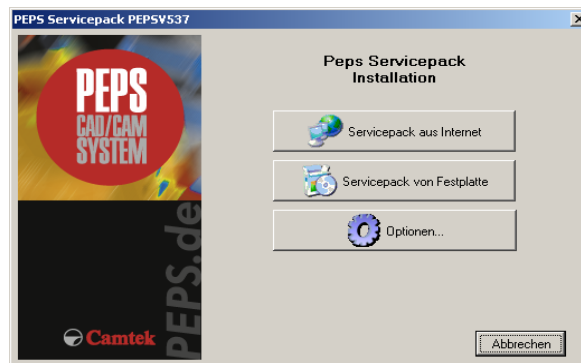 PEPS Servicepack PEPSV537
PEPS
CAD/CAM
SYSTEM
PEPS.de
Camtek
Peps Servicepack
Installation
Servicepack aus Internet
Servicepack von Festplatte
Optionen...
Abbrechen